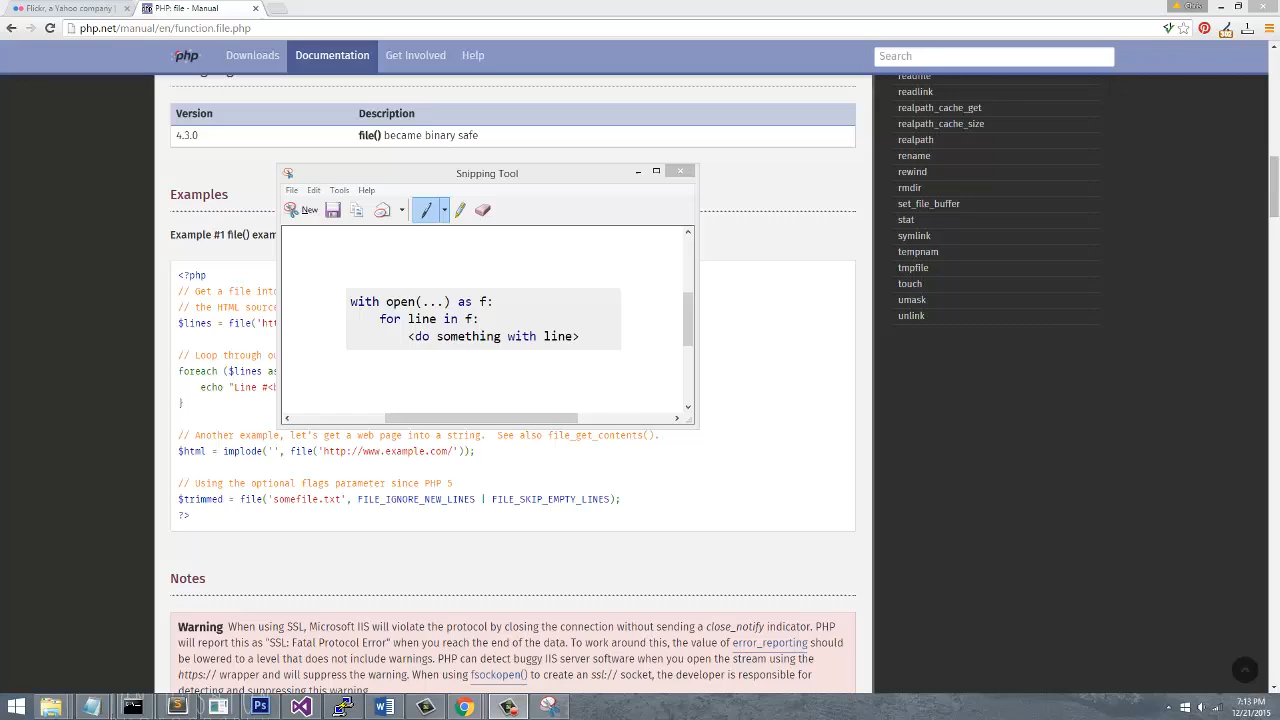 Flickr, a Yahoo company |
PHP: file - Manual
Chris
php.net/manual/en/function.file.php
php
Downloads
Documentation
Get Involved
Help
Search
Version
Description
4.3.0
file() became binary safe
Examples
Example #1 file() exam
<?php
// Get a file into
// the HTML source
$lines = file('htt
// Loop through ou
foreach ($lines as
echo "Line #<b
}
// Another example, let's get a web page into a string.  See also file_get_contents().
$html = implode('', file('http://www.example.com/'));
// Using the optional flags parameter since PHP 5
$trimmed = file('somefile.txt', FILE_IGNORE_NEW_LINES | FILE_SKIP_EMPTY_LINES);
?>
Snipping Tool
File Edit Tools Help
New
with open(...) as f:
for line in f:
<do something with line>
Notes
Warning When using SSL, Microsoft IIS will violate the protocol by closing the connection without sending a close_notify indicator. PHP
will report this as "SSL: Fatal Protocol Error" when you reach the end of the data. To work around this, the value of error_reporting should
be lowered to a level that does not include warnings. PHP can detect buggy IIS server software when you open the stream using the
https:// wrapper and will suppress the warning. When using fsockopen() to create an ssl:// socket, the developer is responsible for
detecting and suppressing this warning.
readfile
readlink
realpath_cache_get
realpath_cache_size
realpath
rename
rewind
rmdir
set_file_buffer
stat
symlink
tempnam
tmpfile
touch
umask
unlink
Ps
7:13 PM
12/21/2015